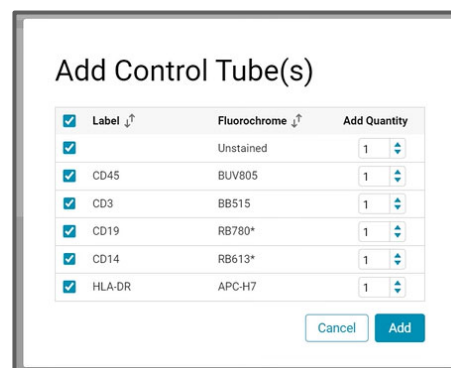 Add Control Tube(s)
Label Fluorochrome Add Quantity
Unstained 1
CD45 BUV805 1
CD3 BB515 1
CD19 RB780* 1
CD14 RB613* 1
HLA-DR APC-H7 1
Cancel Add